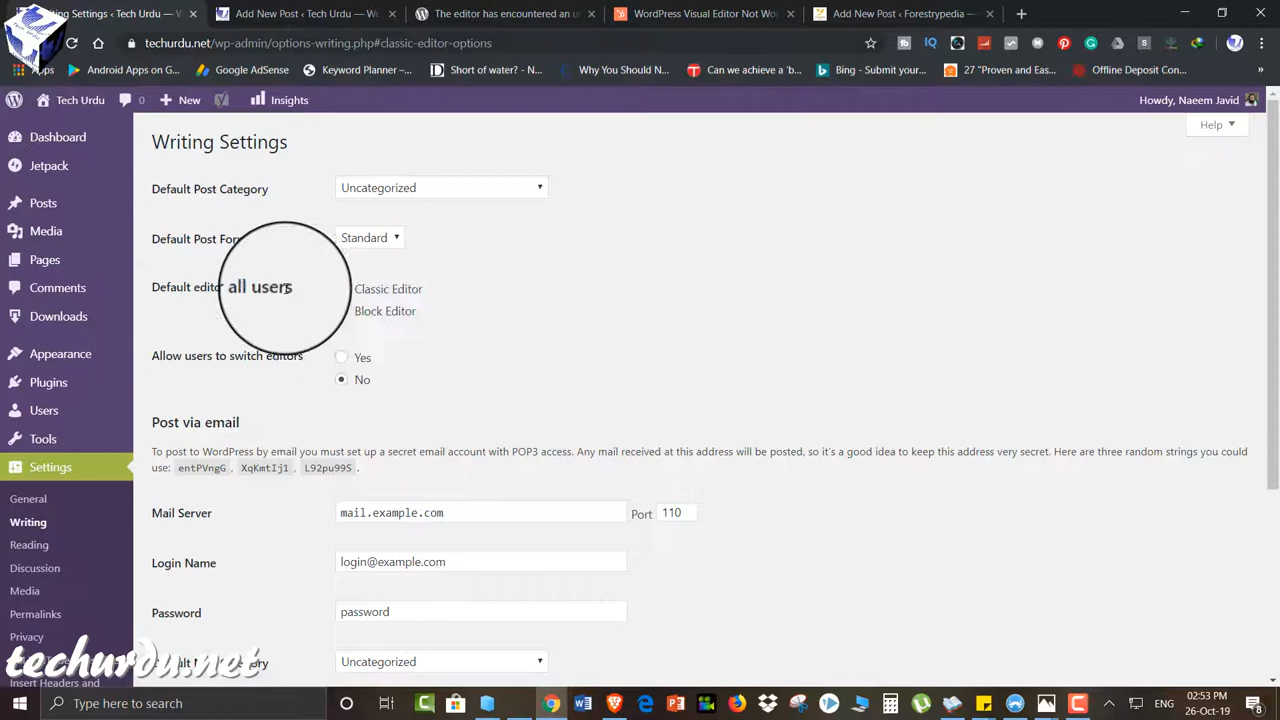 Writing Settings ‹ Tech Urdu — W
Add New Post ‹ Tech Urdu — We
The editor has encountered an un
WordPress Visual Editor
Add New Post ‹ Forestrypedia —
techurdu.net/wp-admin/options-writing.php#classic-editor-options
Apps
Android Apps on G...
Google AdSense
Keyword Planner –...
Short of water? - N...
Why You Should N...
Can we achieve a 'b...
Bing - Submit your...
27 "Proven and Eas...
Offline Deposit Con...
Tech Urdu
0
New
Insights
Howdy, Naeem Javid
Help
Dashboard
Jetpack
Posts
Media
Pages
Comments
Downloads
Appearance
Plugins
Users
Tools
Settings
General
Writing
Reading
Discussion
Media
Permalinks
Privacy
Insert Headers and
Writing Settings
Default Post Category
Uncategorized
Default Post For
Standard
Default editor all users
Classic Editor
Block Editor
Allow users to switch editors
Yes
No
Post via email
To post to WordPress by email you must set up a secret email account with POP3 access. Any mail received at this address will be posted, so it's a good idea to keep this address very secret. Here are three random strings you could
use: entPVngG , XqKmtIj1 , L92pu99S .
Mail Server
mail.example.com
Port 110
Login Name
login@example.com
Password
password
Uncategorized
techurdu.net
Type here to search
ENG
02:53 PM
26-Oct-19